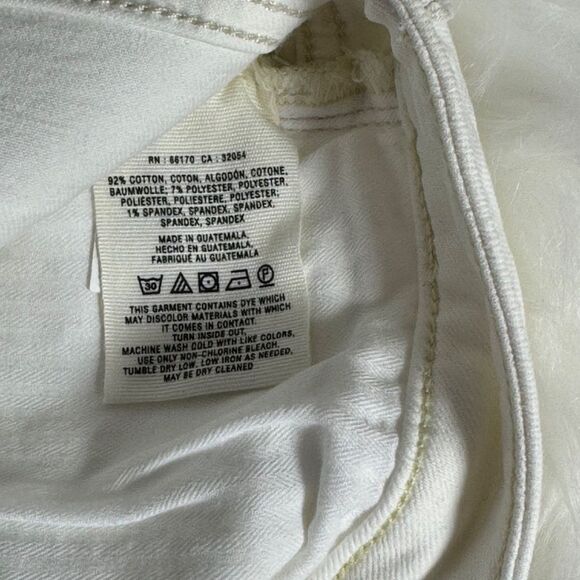 RN : 66170 CA : 32054
92% COTTON, COTON, ALGODÓN, COTONE,
BAUMWOLLE; 7% POLYESTER, POLYESTER,
POLIÉSTER, POLIESTERE, POLYESTER;
1% SPANDEX, SPANDEX, SPANDEX,
SPANDEX, SPANDEX
MADE IN GUATEMALA,
HECHO EN GUATEMALA,
FABRIQUÉ AU GUATEMALA
30 P
THIS GARMENT CONTAINS DYE WHICH
MAY DISCOLOR MATERIALS WITH WHICH
IT COMES IN CONTACT.
TURN INSIDE OUT,
MACHINE WASH COLD WITH LIKE COLORS,
USE ONLY NON-CHLORINE BLEACH.
TUMBLE DRY LOW, LOW IRON AS NEEDED,
MAY BE DRY CLEANED